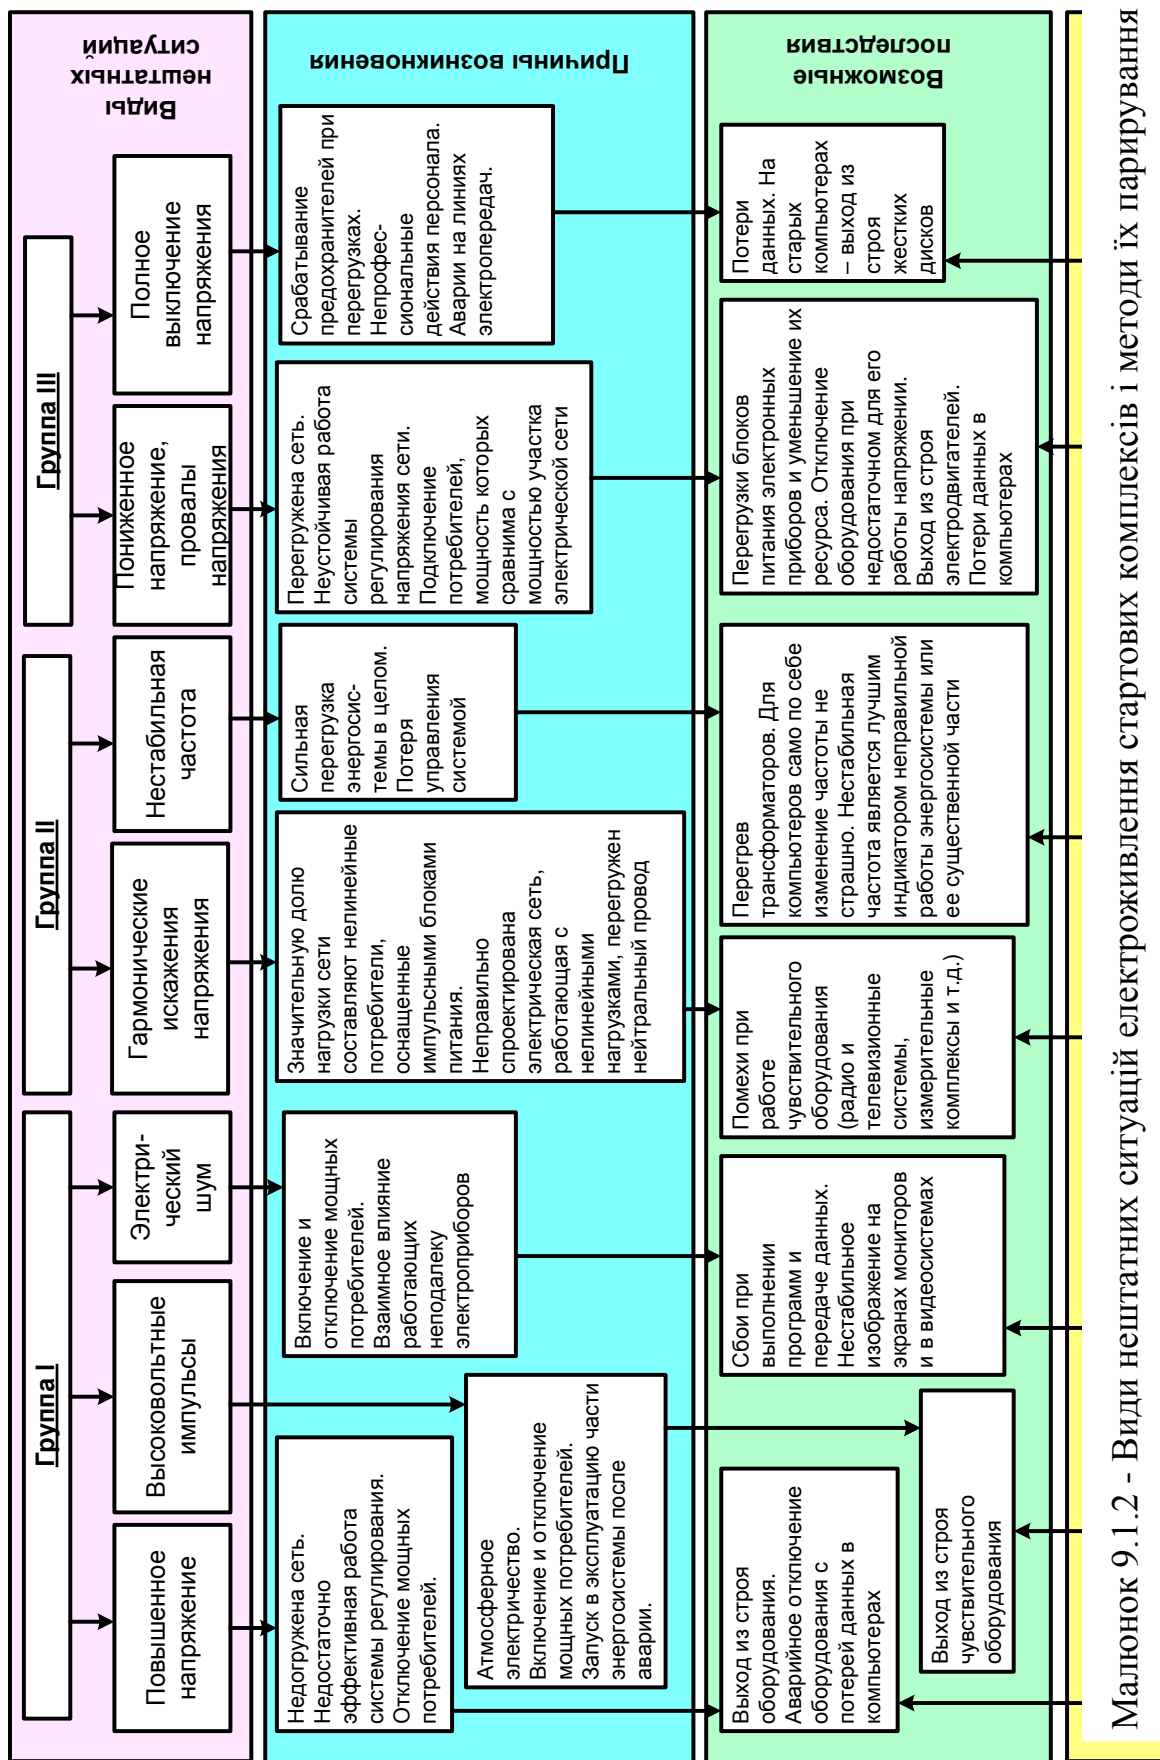 Группа I
Группа II
Группа III
Повышенное
напряжение
Высоковольтные
импульсы
Электри-
ческий
шум
Гармонические
искажения
напряжения
Нестабильная
частота
Пониженное
напряжение,
провалы
напряжения
Полное
выключение
напряжения
Виды
нештатных
ситуаций
Недогружена сеть.
Недостаточно
эффективная работа
системы регулирования.
Отключение мощных
потребителей.
Атмосферное
электричество.
Включение и отключение
мощных потребителей.
Запуск в эксплуатацию части
энергосистемы после
аварии.
Включение и
отключение мощных
потребителей.
Взаимное влияние
работающих
неподалеку
электроприборов
Значительную долю
нагрузки сети
составляют нелинейные
потребители,
оснащенные
импульсными блоками
питания.
Неправильно
спроектирована
электрическая сеть,
работающая с
нелинейными
нагрузками, перегружен
нейтральный провод
Сильная
перегрузка
энергосис-
темы в целом.
Потеря
управления
системой
Перегружена сеть.
Неустойчивая работа
системы
регулирования
напряжения сети.
Подключение
потребителей,
мощность которых
сравнима с
мощностью участка
электрической сети
Срабатывание
предохранителей при
перегрузках.
Непрофес-
сиональные
действия персонала.
Аварии на линиях
электропередач.
Причины возникновения
Выход из строя
оборудования.
Аварийное отключение
оборудования с
потерей данных в
компьютерах
Выход из строя
чувствительного
оборудования
Сбои при
выполнении
программ и
передаче данных.
Нестабильное
изображение на
экранах мониторов
и в видеосистемах
Помехи при
работе
чувствительного
оборудования
(радио и
телевизионные
системы,
измерительные
комплексы и т.д.)
Перегрев
трансформаторов. Для
компьютеров само по себе
изменение частоты не
страшно. Нестабильная
частота является лучшим
индикатором неправильной
работы энергосистемы или
ее существенной части
Перегрузки блоков
питания электронных
приборов и уменьшение их
ресурса. Отключение
оборудования при
недостаточном для его
работы напряжении.
Выход из строя
электродвигателей.
Потери данных в
компьютерах
Потери
данных. На
старых
компьютерах
– выход из
строя
жестких
дисков
Возможные
последствия
Малюнок 9.1.2 - Види нештатних ситуацій електроживлення стартових комплексів і методи їх парирування